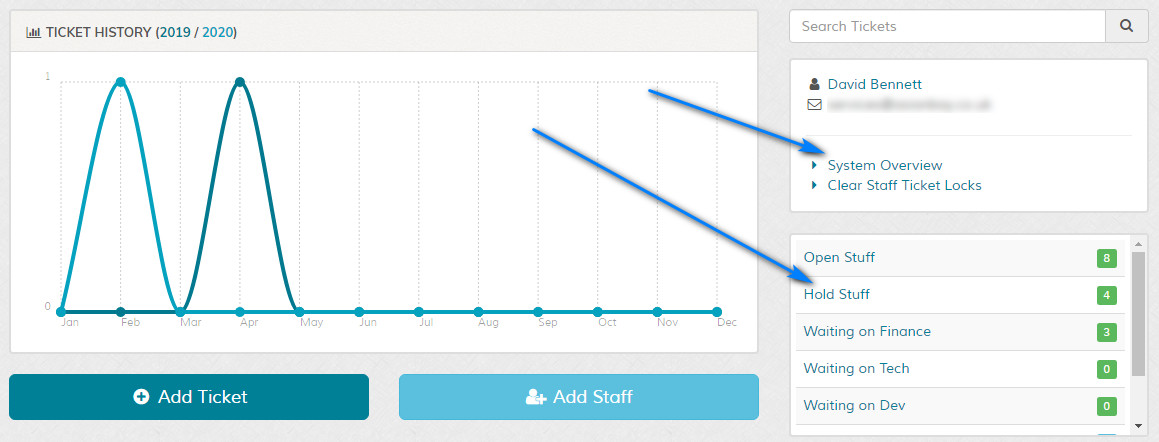 TICKET HISTORY (2019 / 2020)
1
0
Jan Feb Mar Apr May Jun Jul Aug Sep Oct Nov Dec
Add Ticket
Add Staff
Search Tickets
David Bennett
System Overview
Clear Staff Ticket Locks
Open Stuff 8
Hold Stuff 4
Waiting on Finance 3
Waiting on Tech 0
Waiting on Dev 0